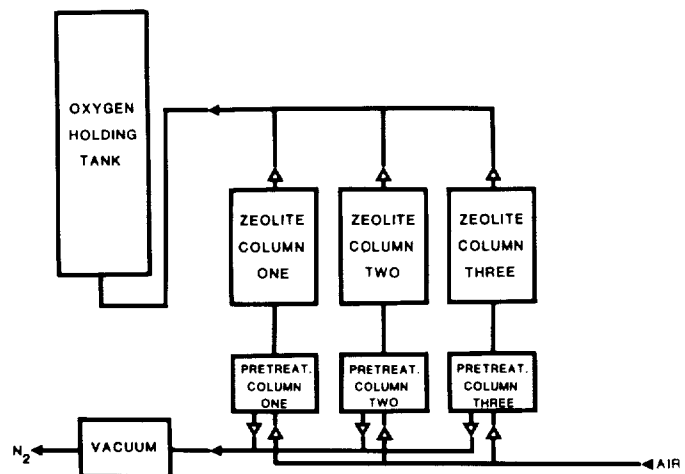 OXYGEN
HOLDING
TANK
ZEOLITE
COLUMN
ONE
ZEOLITE
COLUMN
TWO
ZEOLITE
COLUMN
THREE
PRETREAT.
COLUMN
ONE
PRETREAT.
COLUMN
TWO
PRETREAT.
COLUMN
THREE
N₂
VACUUM
AIR